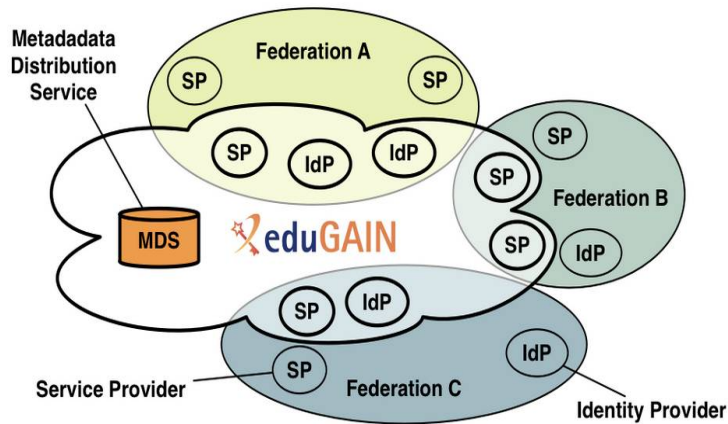 Metadadata
Distribution
Service
Federation A
SP
SP
SP
IdP
IdP
SP
SP
Federation B
SP
IdP
MDS
eduGAIN
SP
IdP
SP
IdP
Service Provider
Federation C
Identity Provider